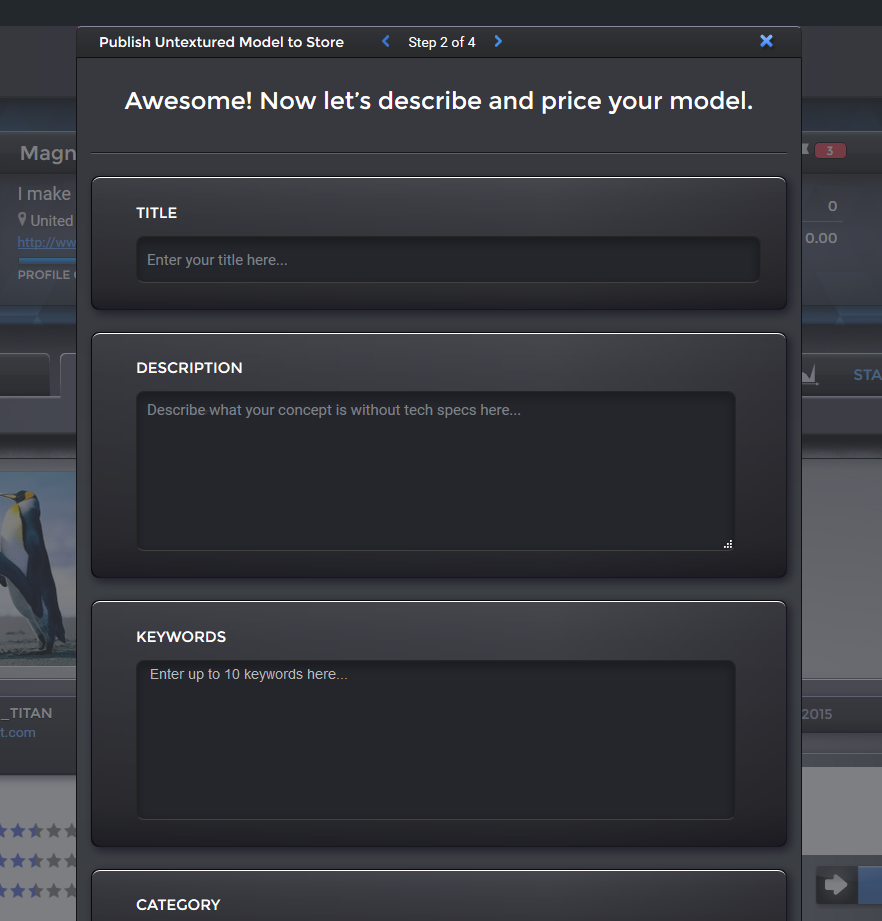 Publish Untextured Model to Store
Step 2 of 4
Awesome! Now let’s describe and price your model.
Magn
3
I make
0
United
0.00
http://ww
PROFILE
TITLE
Enter your title here...
DESCRIPTION
STA
Describe what your concept is without tech specs here...
KEYWORDS
Enter up to 10 keywords here...
_TITAN
2015
t.com
CATEGORY